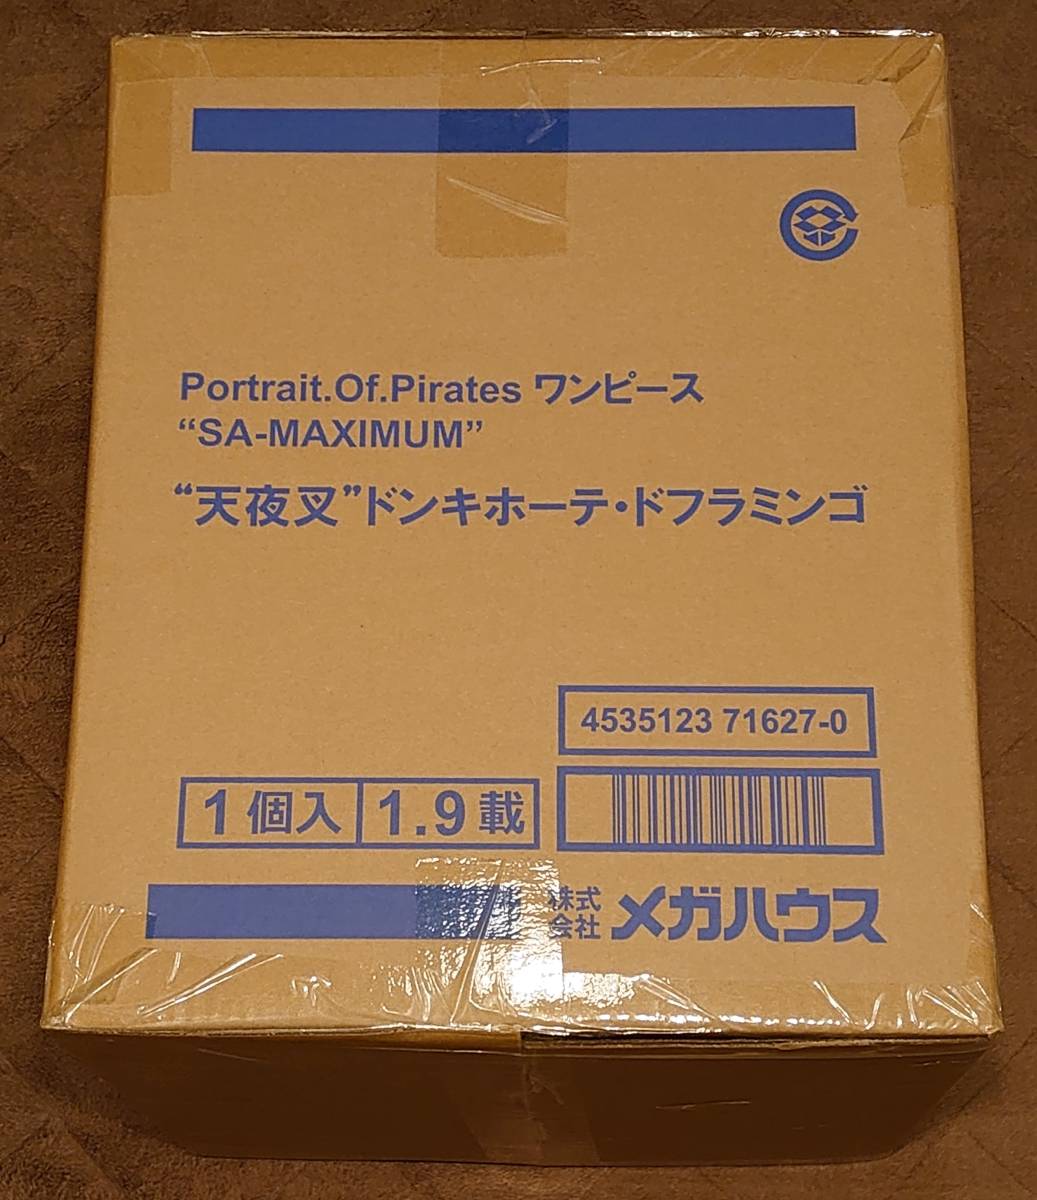 Portrait.Of.Pirates ワンピース
“SA-MAXIMUM”
“天夜叉”ドンキホーテ・ドフラミンゴ
4535123 71627-0
1個入 1.9載
株式会社 メガハウス